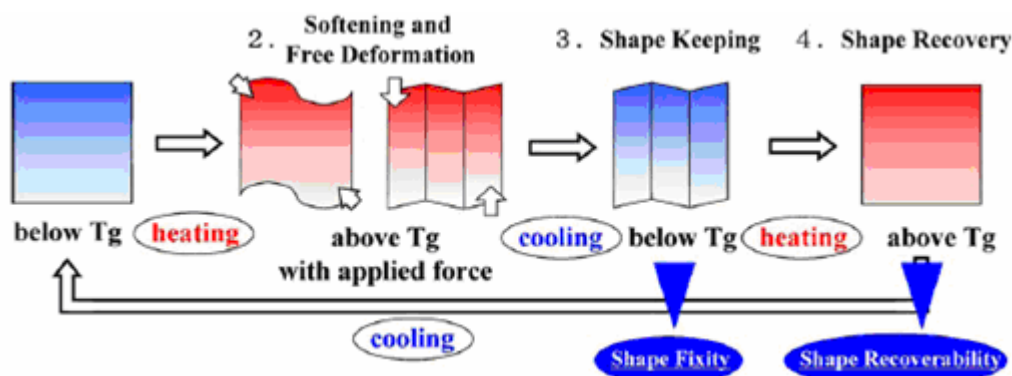 2. Softening and
Free Deformation
3. Shape Keeping
4. Shape Recovery
below Tg
heating
above Tg
with applied force
cooling
below Tg
heating
above Tg
cooling
Shape Fixity
Shape Recoverability